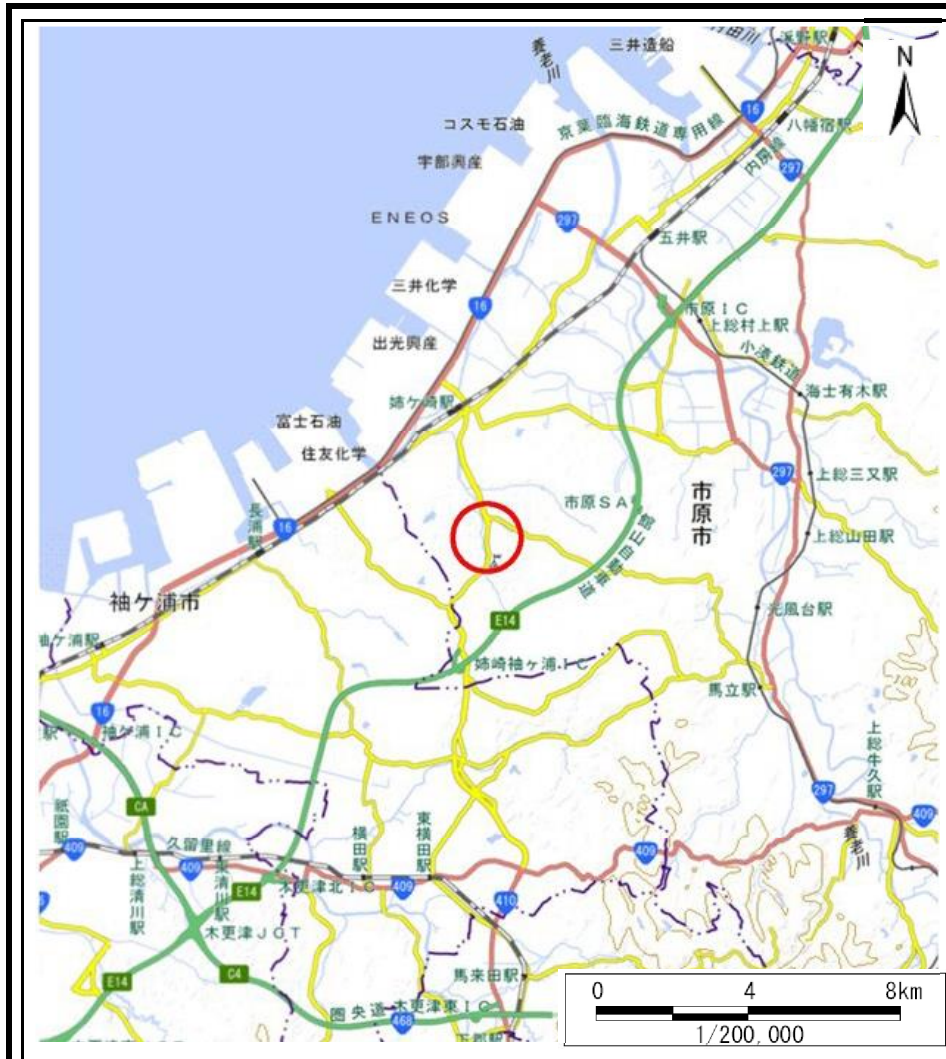 浜野駅
三井造船
N
養老川
16
コスモ石油
京葉臨海鉄道専用線
八幡宿駅
宇部興産
内房線
297
ENEOS
297
五井駅
三井化学
16
市原IC
上総村上駅
出光興産
小湊鉄道
海士有木駅
姉ケ崎駅
富士石油
住友化学
297
上総三又駅
市原SA
市原市
長浦駅
16
館山自動車道
上総山田駅
袖ケ浦市
光風台駅
E14
袖ケ浦駅
姉崎袖ヶ浦IC
馬立駅
16
袖ケ浦IC
上総牛久駅
297
CA
祇園駅
東横田駅
横田駅
409
久留里線
409
409
養老川
409
東清川駅
上総清川駅
E14
木更津北IC
409
410
木更津JCT
C4
馬来田駅
E14
圏央道
木更津東IC
468
下郡駅
0 4 8km
1/200,000